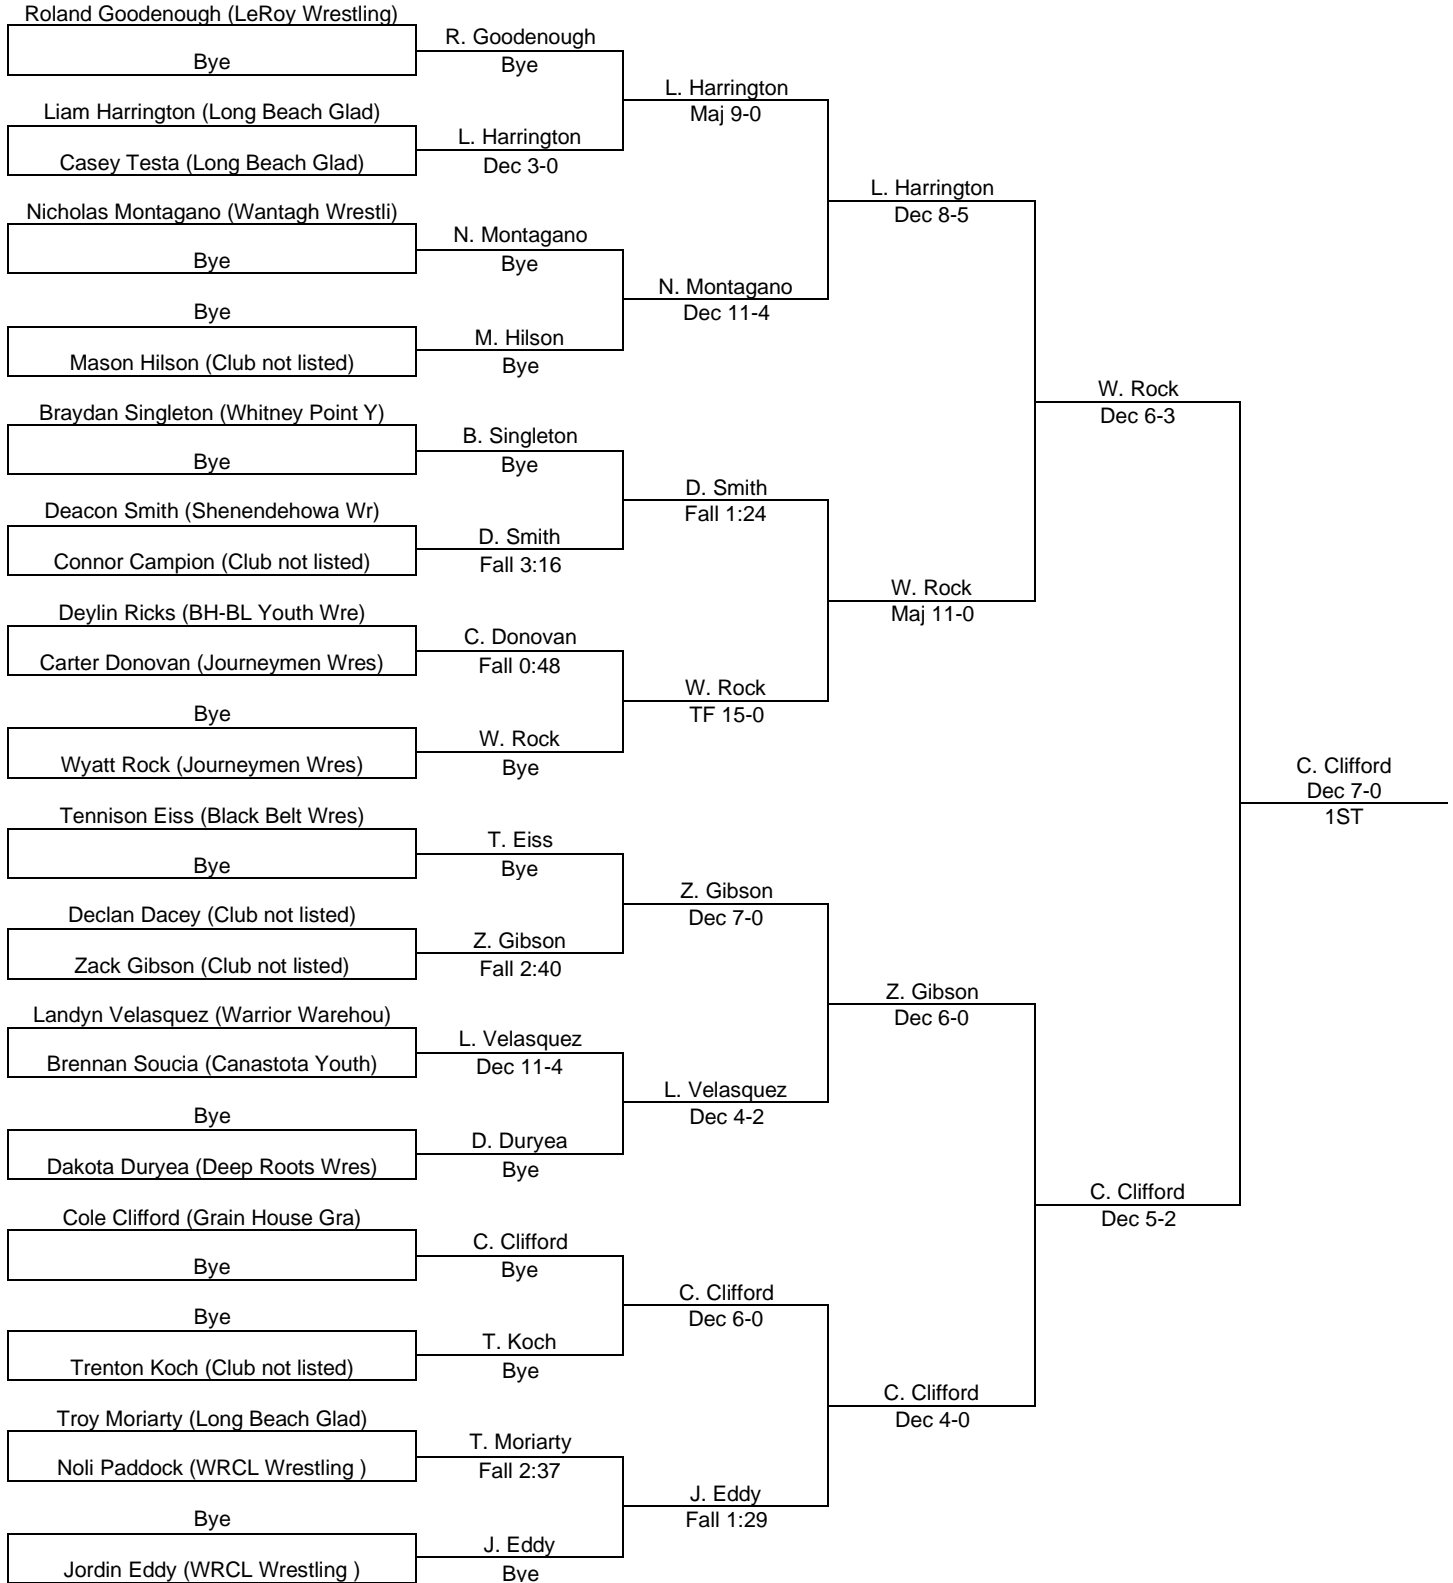 Roland Goodenough (LeRoy Wrestling)
Bye
Liam Harrington (Long Beach Glad)
Casey Testa (Long Beach Glad)
Nicholas Montagano (Wantagh Wrestli)
Bye
Bye
Mason Hilson (Club not listed)
Braydan Singleton (Whitney Point Y)
Bye
Deacon Smith (Shenendehowa Wr)
Connor Campion (Club not listed)
Deylin Ricks (BH-BL Youth Wre)
Carter Donovan (Journeymen Wres)
Bye
Wyatt Rock (Journeymen Wres)
Tennison Eiss (Black Belt Wres)
Bye
Declan Dacey (Club not listed)
Zack Gibson (Club not listed)
Landyn Velasquez (Warrior Warehou)
Brennan Soucia (Canastota Youth)
Bye
Dakota Duryea (Deep Roots Wres)
Cole Clifford (Grain House Gra)
Bye
Bye
Trenton Koch (Club not listed)
Troy Moriarty (Long Beach Glad)
Noli Paddock (WRCL Wrestling )
Bye
Jordin Eddy (WRCL Wrestling )
R. Goodenough
Bye
L. Harrington
Dec 3-0
N. Montagano
Bye
M. Hilson
Bye
B. Singleton
Bye
D. Smith
Fall 3:16
C. Donovan
Fall 0:48
W. Rock
Bye
T. Eiss
Bye
Z. Gibson
Fall 2:40
L. Velasquez
Dec 11-4
D. Duryea
Bye
C. Clifford
Bye
T. Koch
Bye
T. Moriarty
Fall 2:37
J. Eddy
Bye
L. Harrington
Maj 9-0
N. Montagano
Dec 11-4
D. Smith
Fall 1:24
W. Rock
TF 15-0
Z. Gibson
Dec 7-0
L. Velasquez
Dec 4-2
C. Clifford
Dec 6-0
J. Eddy
Fall 1:29
L. Harrington
Dec 8-5
W. Rock
Maj 11-0
Z. Gibson
Dec 6-0
C. Clifford
Dec 4-0
W. Rock
Dec 6-3
C. Clifford
Dec 5-2
C. Clifford
Dec 7-0
1ST